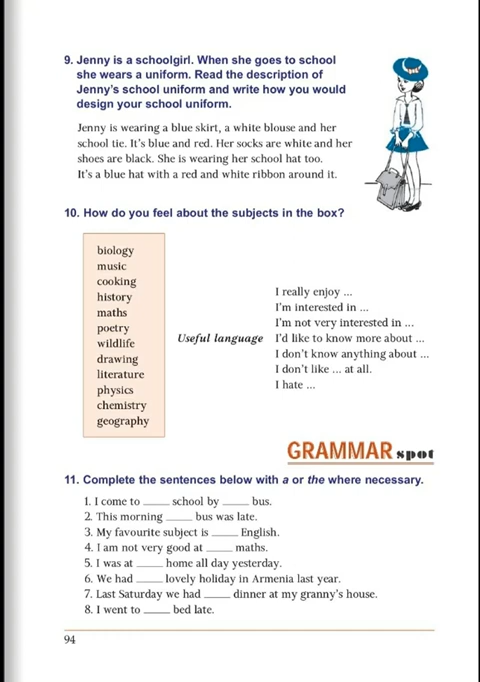 9. Jenny is a schoolgirl. When she goes to school
she wears a uniform. Read the description of
Jenny's school uniform and write how you would
design your school uniform.
Jenny is wearing a blue skirt, a white blouse and her
school tie. It's blue and red. Her socks are white and her
shoes are black. She is wearing her school hat too.
It's a blue hat with a red and white ribbon around it.
10. How do you feel about the subjects in the box?
biology
music
cooking
history
maths
poetry
wildlife
drawing
literature
physics
chemistry
geography
Useful language
I really enjoy ...
I'm interested in ...
I'm not very interested in ...
I'd like to know more about ...
I don't know anything about ...
I don't like ... at all.
I hate ...
GRAMMAR spot
11. Complete the sentences below with a or the where necessary.
1. I come to _____ school by _____ bus.
2. This morning _____ bus was late.
3. My favourite subject is _____ English.
4. I am not very good at _____ maths.
5. I was at _____ home all day yesterday.
6. We had _____ lovely holiday in Armenia last year.
7. Last Saturday we had _____ dinner at my granny's house.
8. I went to _____ bed late.
94